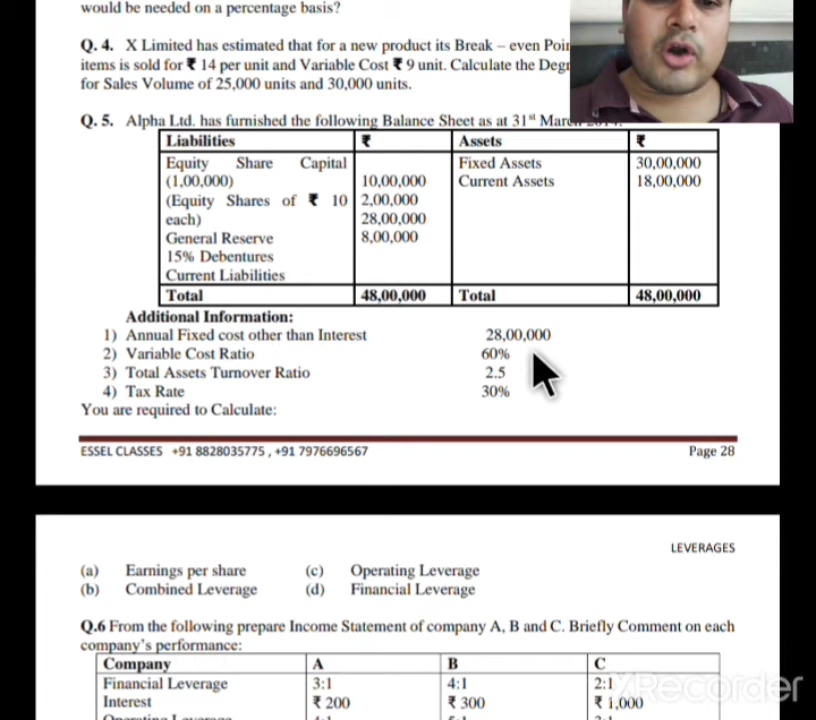 would be needed on a percentage basis?
Q. 4. X Limited has estimated that for a new product its Break – even Poin
items is sold for ₹ 14 per unit and Variable Cost ₹ 9 unit. Calculate the Degr
for Sales Volume of 25,000 units and 30,000 units.
Q. 5. Alpha Ltd. has furnished the following Balance Sheet as at 31st March
Liabilities ₹ Assets ₹
Equity Share Capital Fixed Assets 30,00,000
(1,00,000) 10,00,000 Current Assets 18,00,000
(Equity Shares of ₹ 10 2,00,000
each) 28,00,000
General Reserve 8,00,000
15% Debentures
Current Liabilities
Total 48,00,000 Total 48,00,000
Additional Information:
1) Annual Fixed cost other than Interest 28,00,000
2) Variable Cost Ratio 60%
3) Total Assets Turnover Ratio 2.5
4) Tax Rate 30%
You are required to Calculate:
ESSEL CLASSES +91 8828035775 , +91 7976696567 Page 28
LEVERAGES
(a) Earnings per share (c) Operating Leverage
(b) Combined Leverage (d) Financial Leverage
Q.6 From the following prepare Income Statement of company A, B and C. Briefly Comment on each
company's performance:
Company A B C
Financial Leverage 3:1 4:1 2:1
Interest ₹ 200 ₹ 300 ₹ 1,000
XRecorder